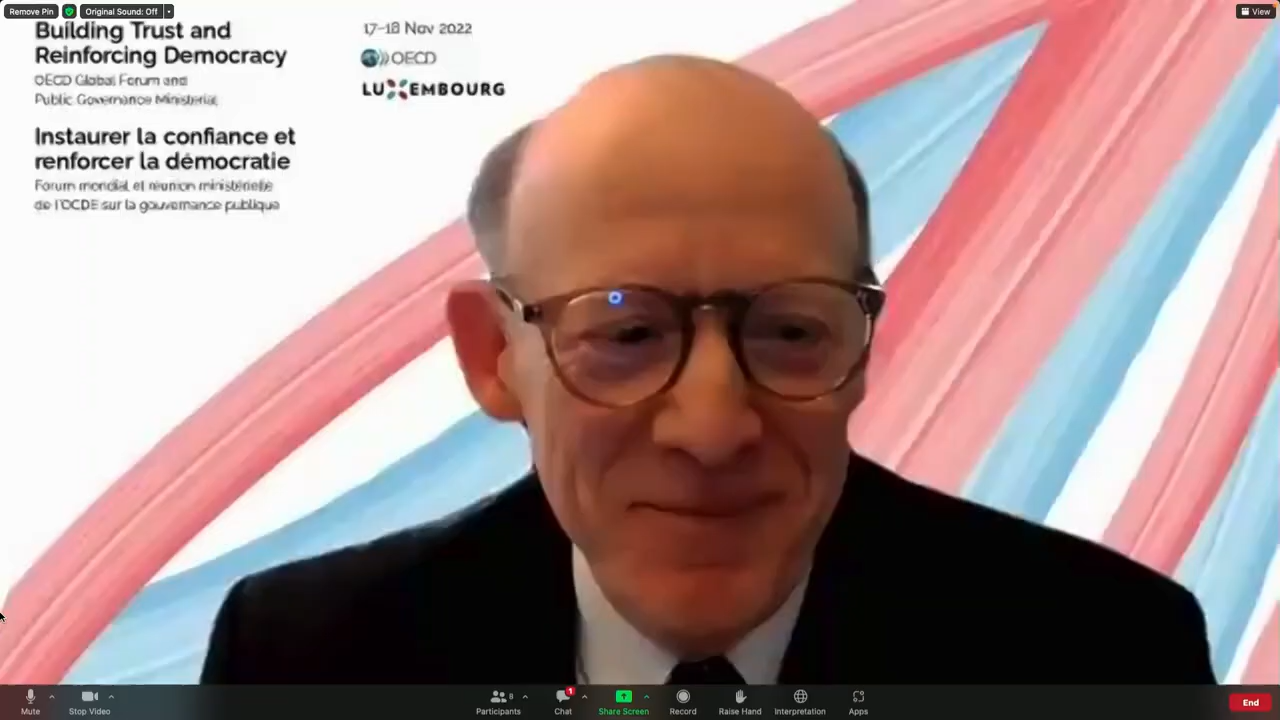 Remove Pin
Original Sound: Off
View
Building Trust and
Reinforcing Democracy
OECD Global Forum and
Public Governance Ministerial
Instaurer la confiance et
renforcer la démocratie
Forum mondial et réunion ministérielle
de l'OCDE sur la gouvernance publique
17-18 Nov 2022
OECD
LUXEMBOURG
Mute
Stop Video
Participants
8
Chat
1
Share Screen
Record
Raise Hand
Interpretation
Apps
End